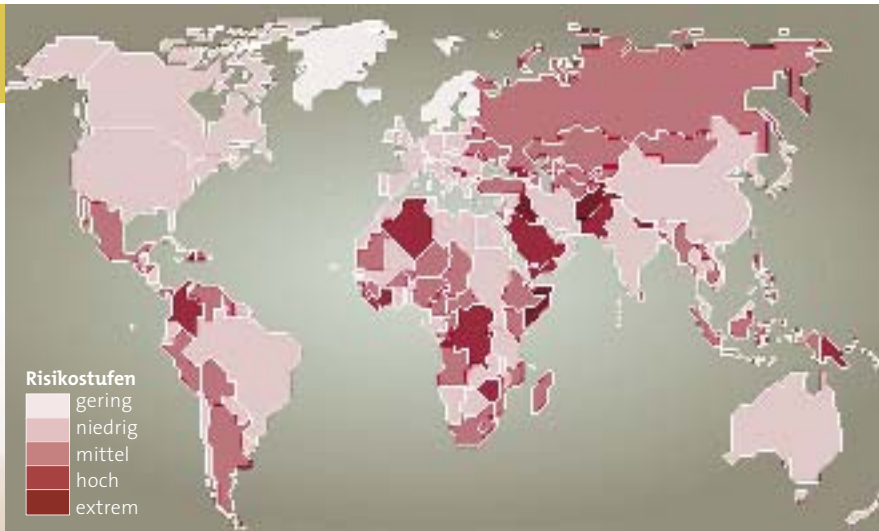 Risikostufen
gering
niedrig
mittel
hoch
extrem